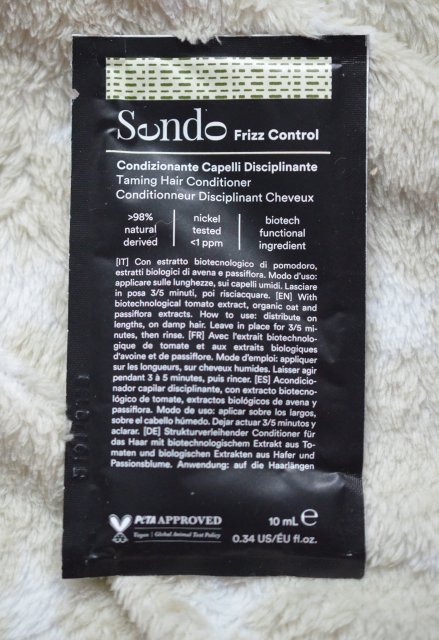 Sendo Frizz Control
Condizionante Capelli Disciplinante
Taming Hair Conditioner
Conditionneur Disciplinant Cheveux
>98%
natural
derived
nickel
tested
<1 ppm
biotech
functional
ingredient
[IT] Con estratto biotecnologico di pomodoro,
estratti biologici di avena e passiflora. Modo d'uso:
applicare sulle lunghezze, sui capelli umidi. Lasciare
in posa 3/5 minuti, poi risciacquare. [EN] With
biotechnological tomato extract, organic oat and
passiflora extracts. How to use: distribute on
lengths, on damp hair. Leave in place for 3/5 mi-
nutes, then rinse. [FR] Avec l'extrait biotechnolo-
gique de tomate et aux extraits biologiques
d'avoine et de passiflore. Mode d'emploi: appliquer
sur les longueurs, sur cheveux humides. Laisser agir
pendant 3 à 5 minutes, puis rincer. [ES] Acondicio-
nador capilar disciplinante, con extracto biotecno-
lógico de tomate, extractos biológicos de avena y
passiflora. Modo de uso: aplicar sobre los largos,
sobre el cabello húmedo. Dejar actuar 3/5 minutos y
aclarar. [DE] Strukturverleihender Conditioner für
das Haar mit biotechnologischem Extrakt aus To-
maten und biologischen Extrakten aus Hafer und
Passionsblume. Anwendung: auf die Haarlängen
PETA APPROVED
Vegan | Global Animal Test Policy
10 mL e
0.34 US/ÉU fl.oz.